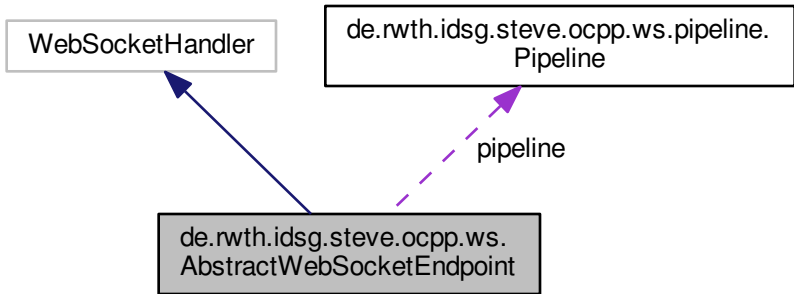 WebSocketHandler
de.rwth.idsg.steve.ocpp.ws.pipeline.
Pipeline
pipeline
de.rwth.idsg.steve.ocpp.ws.
AbstractWebSocketEndpoint